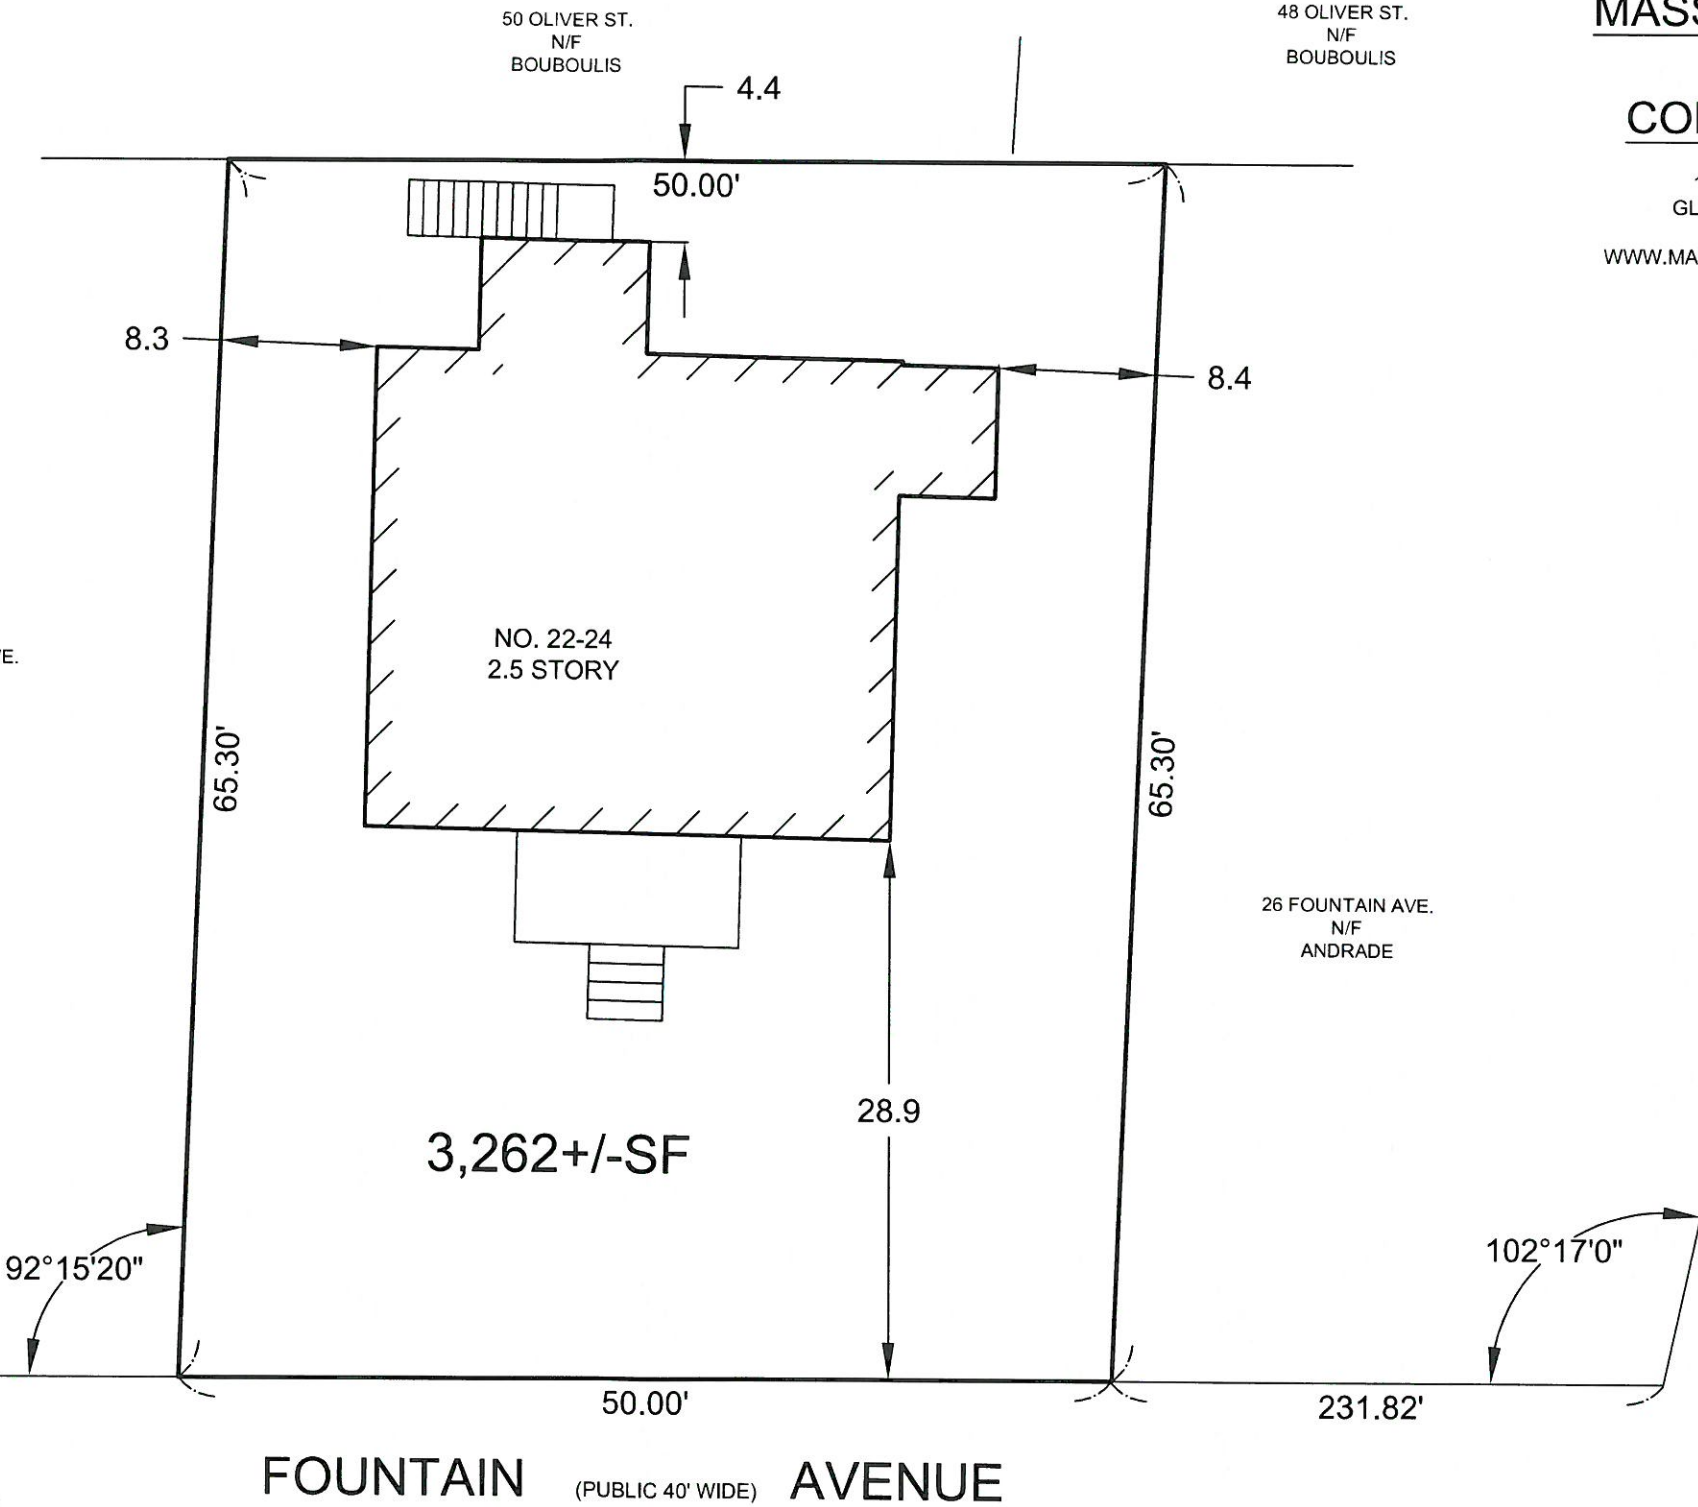 50 OLIVER ST.
N/F
BOUBOULIS
48 OLIVER ST.
N/F
BOUBOULIS
4.4
50.00'
8.3
8.4
NO. 22-24
2.5 STORY
65.30'
65.30'
26 FOUNTAIN AVE.
N/F
ANDRADE
28.9
3,262+/-SF
92°15'20"
102°17'0"
50.00'
231.82'
FOUNTAIN (PUBLIC 40' WIDE) AVENUE
WWW.MA